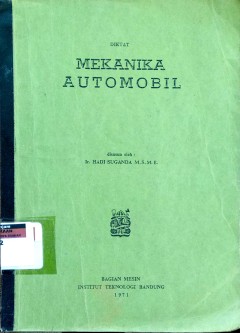 DIKTAT
MEKANIKA
AUTOMOBIL
disusun oleh :
Ir. HADI SUGANDA M.S.M.E.
BAGIAN MESIN
INSTITUT TEKNOLOGI BANDUNG
1971